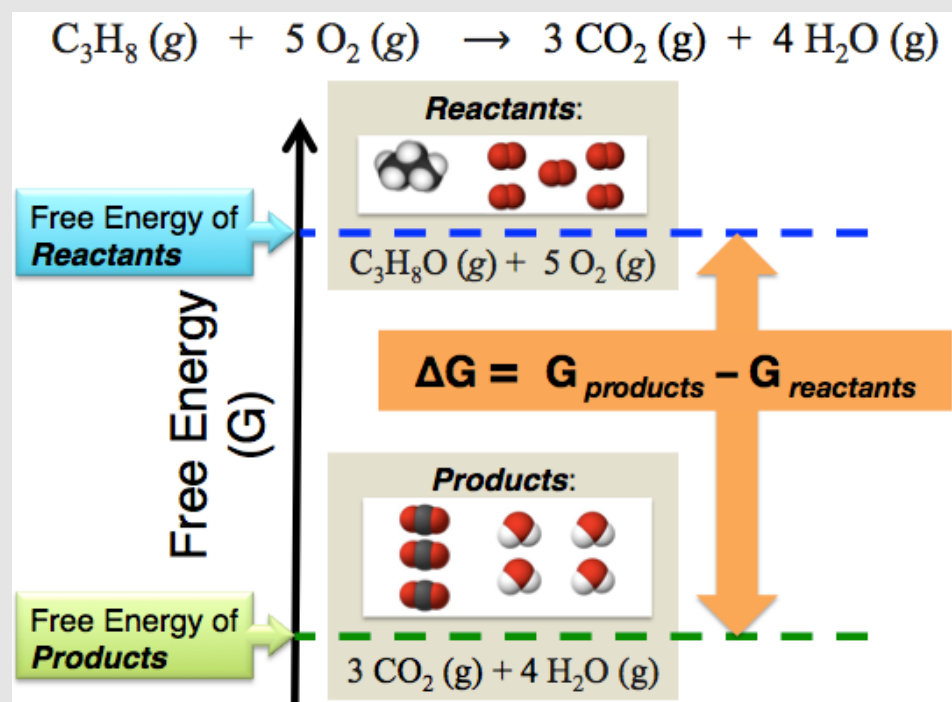 C₃H₈ (g) + 5 O₂ (g) → 3 CO₂ (g) + 4 H₂O (g)
Reactants:
Free Energy of
Reactants
C₃H₈O (g) + 5 O₂ (g)
Free Energy
(G)
ΔG = G products – G reactants
Products:
Free Energy of
Products
3 CO₂ (g) + 4 H₂O (g)